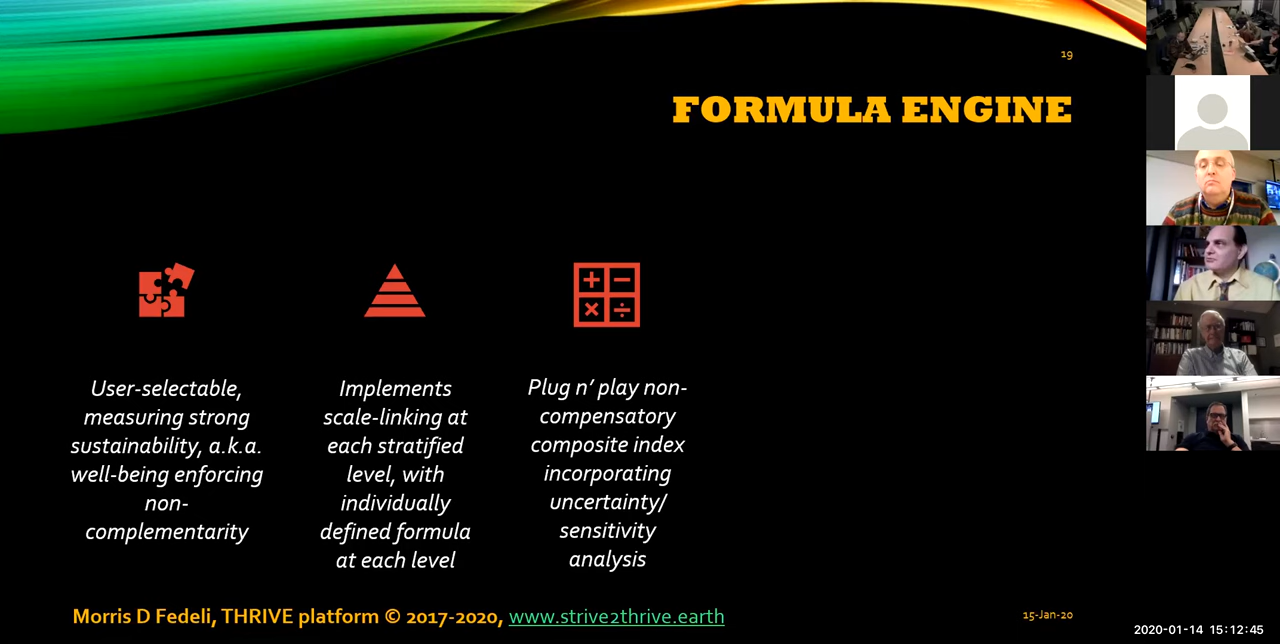 19
FORMULA ENGINE
User-selectable,
measuring strong
sustainability, a.k.a.
well-being enforcing
non-
complementarity
Implements
scale-linking at
each stratified
level, with
individually
defined formula
at each level
Plug n’ play non-
compensatory
composite index
incorporating
uncertainty/
sensitivity
analysis
Morris D Fedeli, THRIVE platform © 2017-2020, www.strive2thrive.earth
15-Jan-20
2020-01-14 15:12:45